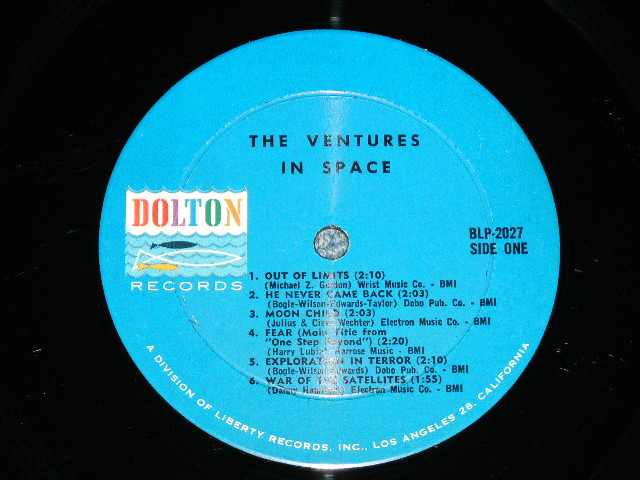 THE VENTURES
IN SPACE
DOLTON
RECORDS
BLP-2027
SIDE ONE
1. OUT OF LIMITS (2:10)
(Michael Z. Gordon) Wrist Music Co. - BMI
2. HE NEVER CAME BACK (2:03)
(Bogle-Wilson-Edwards-Taylor) Dobo Pub. Co. - BMI
3. MOON CHILD (2:03)
(Julius & Wechter) Electron Music Co. - BMI
4. FEAR (Main Title from
"One Step Beyond") (2:20)
(Harry Lubin) Harrose Music - BMI
5. EXPLORATION IN TERROR (2:10)
(Bogle-Wilson-Edwards) Dobo Pub. Co. - BMI
6. WAR OF THE SATELLITES (1:55)
(Danny Hamilton) Electron Music Co. - BMI
A DIVISION OF LIBERTY RECORDS, INC., LOS ANGELES 28, CALIFORNIA